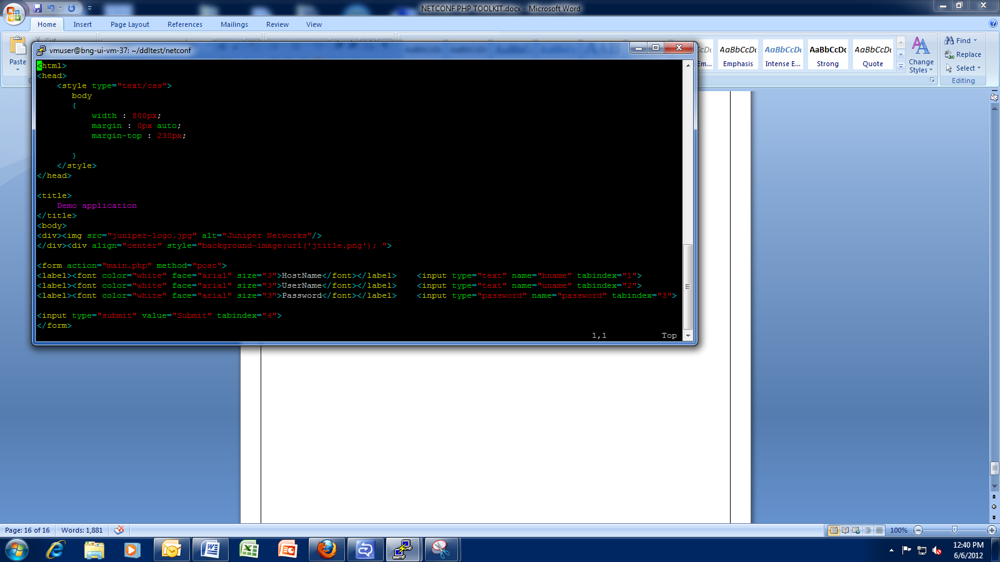 NETCONF PHP TOOLKIT.docx - Microsoft Word
Home Insert Page Layout References Mailings Review View
Paste
Cut
vmuser@bng-ui-vm-37: ~/ddltest/netconf
AaBbCcDc AaBbCcDc AaBbCcDc AaBbCcDc
Em... Emphasis Intense E... Strong Quote
Change
Styles
Find
Replace
Select
Editing
<html>
<head>
    <style type="text/css">
       body
       {
           width : 800px;
           margin : 0px auto;
           margin-top : 230px;
       }
    </style>
</head>
<title>
    Demo application
</title>
<body>
<div><img src="juniper-logo.jpg" alt="Juniper Networks"/>
</div><div align="center" style="background-image:url('jtitle.png'); ">
<form action="main.php" method="post">
<label><font color="white" face="arial" size="3">HostName</font></label>    <input type="text" name="hname" tabindex="1">
<label><font color="white" face="arial" size="3">UserName</font></label>    <input type="text" name="uname" tabindex="2">
<label><font color="white" face="arial" size="3">Password</font></label>    <input type="password" name="password" tabindex="3">
<input type="submit" value="Submit" tabindex="4">
</form>
1,1 Top
Page: 16 of 16 Words: 1,881 100%
12:40 PM
6/6/2012